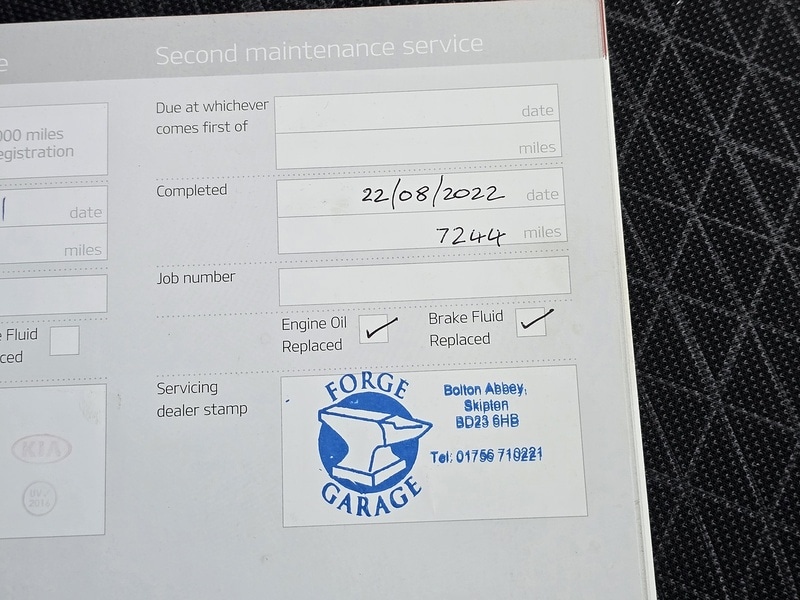 e
Second maintenance service
000 miles
egistration
date
miles
e Fluid
ced
KIA
Due at whichever
comes first of
date
miles
Completed
22/08/2022 date
7244 miles
Job number
Engine Oil
Replaced
Brake Fluid
Replaced
Servicing
dealer stamp
FORGE
GARAGE
Bolton Abbey,
Skipton
BD23 6HB
Tel: 01756 710221